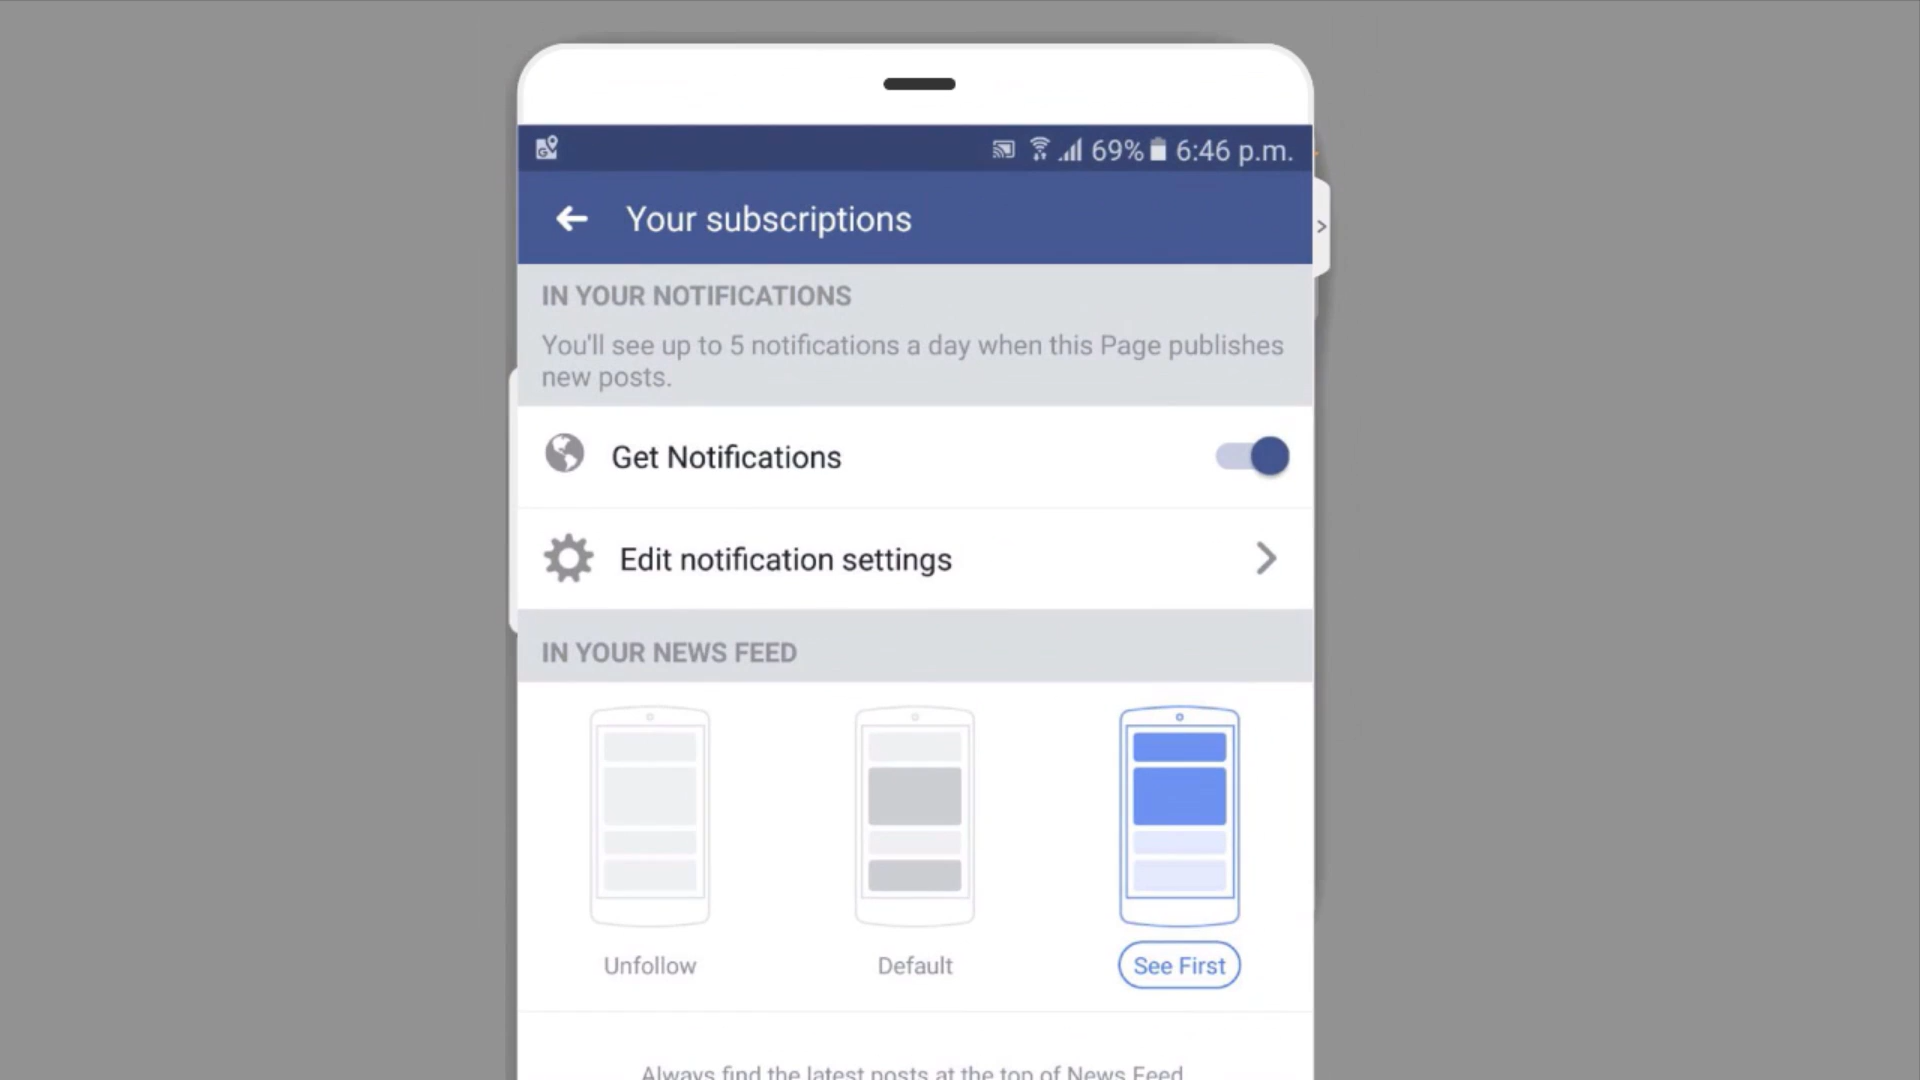 69% 6:46 p.m.
Your subscriptions
IN YOUR NOTIFICATIONS
You'll see up to 5 notifications a day when this Page publishes
new posts.
Get Notifications
Edit notification settings
IN YOUR NEWS FEED
Unfollow Default See First
Always find the latest posts at the top of News Feed